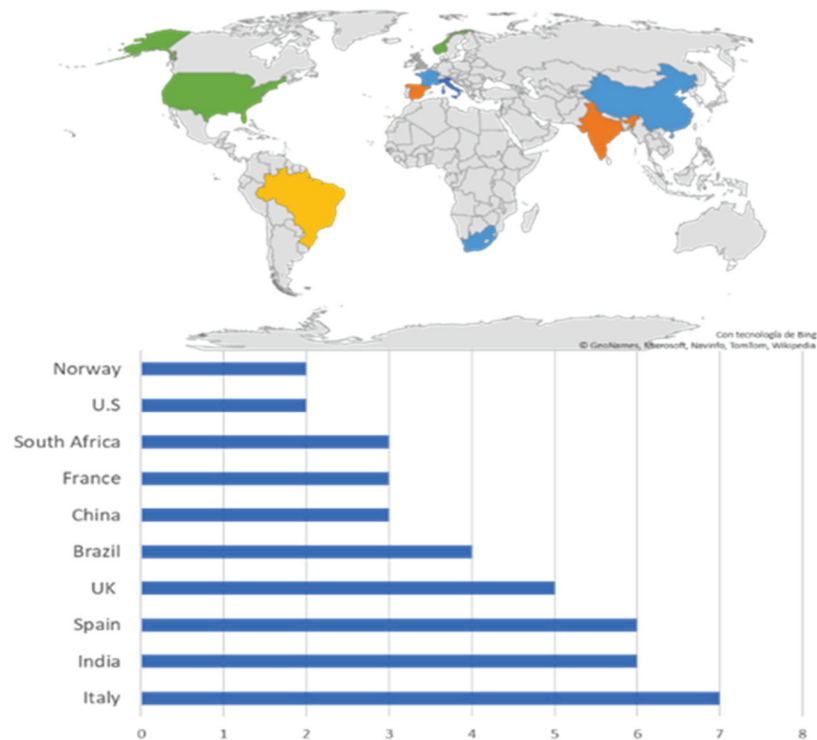 Con tecnología de Bing
© GeoNames, Microsoft, Navinfo, TomTom, Wikipedia
Norway
U.S
South Africa
France
China
Brazil
UK
Spain
India
Italy
0 1 2 3 4 5 6 7 8